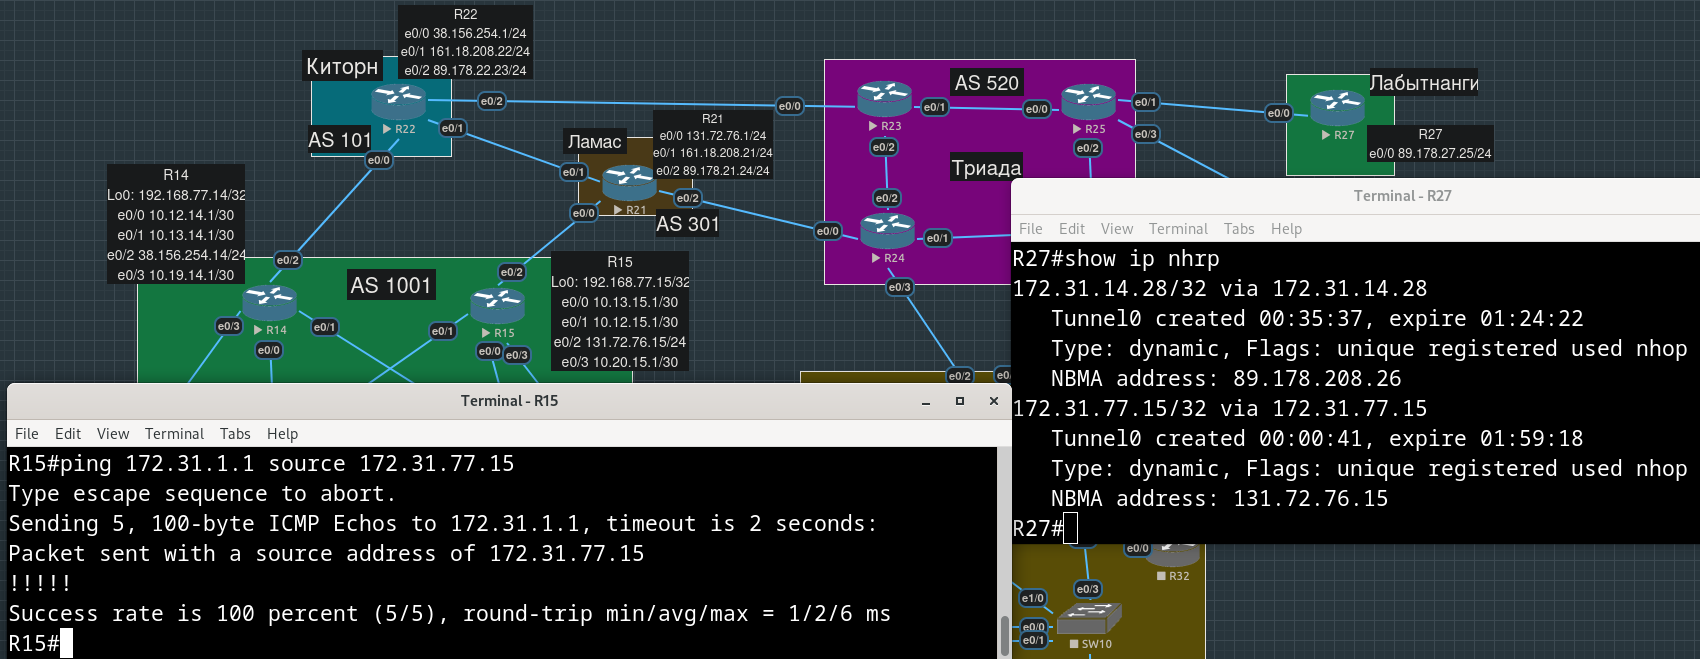 R22
e0/0 38.156.254.1/24
e0/1 161.18.208.22/24
e0/2 89.178.22.23/24
Киторн
R22
AS 101
e0/2
e0/1
e0/0
Ламас
R21
e0/0 131.72.76.1/24
e0/1 161.18.208.21/24
e0/2 89.178.21.24/24
e0/1
R21
e0/2
e0/0
AS 301
AS 520
e0/0
R23
e0/1
e0/0
R25
e0/1
e0/3
e0/2
e0/2
Триада
e0/2
e0/0
R24
e0/1
e0/3
Лабытнанги
e0/0
R27
R27
e0/0 89.178.27.25/24
R14
Lo0: 192.168.77.14/32
e0/0 10.12.14.1/30
e0/1 10.13.14.1/30
e0/2 38.156.254.14/24
e0/3 10.19.14.1/30
e0/2
AS 1001
e0/2
R14
e0/3
e0/1
e0/0
R15
e0/1
e0/0
e0/3
R15
Lo0: 192.168.77.15/32
e0/0 10.13.15.1/30
e0/1 10.12.15.1/30
e0/2 131.72.76.15/24
e0/3 10.20.15.1/30
e0/2
Terminal - R27
File Edit View Terminal Tabs Help
R27#show ip nhrp
172.31.14.28/32 via 172.31.14.28
Tunnel0 created 00:35:37, expire 01:24:22
Type: dynamic, Flags: unique registered used nhop
NBMA address: 89.178.208.26
172.31.77.15/32 via 172.31.77.15
Tunnel0 created 00:00:41, expire 01:59:18
Type: dynamic, Flags: unique registered used nhop
NBMA address: 131.72.76.15
R27#
Terminal - R15
File Edit View Terminal Tabs Help
R15#ping 172.31.1.1 source 172.31.77.15
Type escape sequence to abort.
Sending 5, 100-byte ICMP Echos to 172.31.1.1, timeout is 2 seconds:
Packet sent with a source address of 172.31.77.15
!!!!!
Success rate is 100 percent (5/5), round-trip min/avg/max = 1/2/6 ms
R15#
e0/0
R32
e0/3
e1/0
e0/0
e0/1
SW10